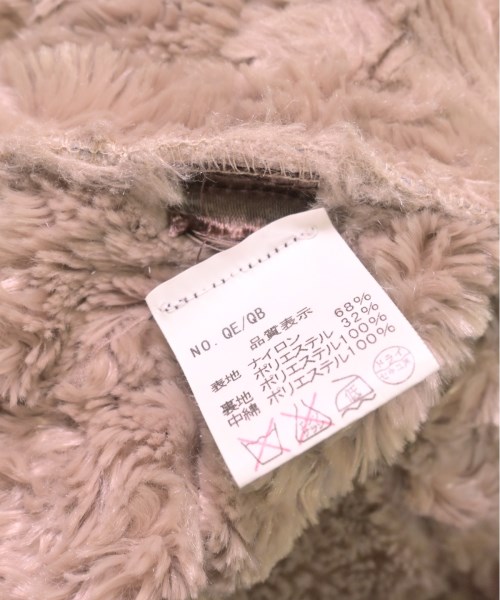 NO. QE/QB
品質表示
表地 ナイロン 68%
ポリエステル 32%
裏地 ポリエステル100%
中綿 ポリエステル100%